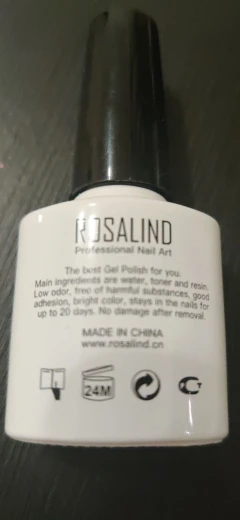 ROSALIND
Professional Nail Art
The best Gel Polish for you.
Main ingredients are water, toner and resin.
Low odor, free of harmful substances, good
adhesion, bright color, stays in the nails for
up to 20 days. No damage after removal.
MADE IN CHINA
www.rosalind.cn
24M